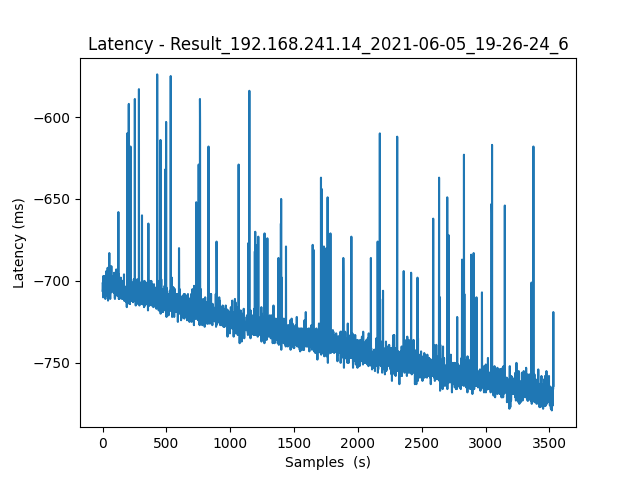 Latency - Result_192.168.241.14_2021-06-05_19-26-24_6
−600
−650
−700
−750
Latency (ms)
0 500 1000 1500 2000 2500 3000 3500
Samples  (s)